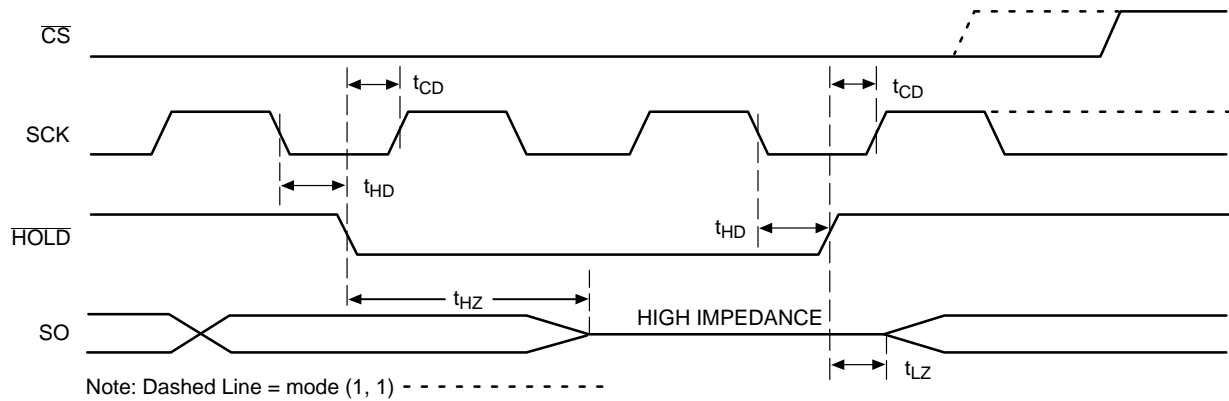 CS
tCD
tCD
SCK
tHD
HOLD
tHD
tHZ
HIGH IMPEDANCE
SO
tLZ
Note: Dashed Line = mode (1, 1) - - - - - - - - - - - - - -